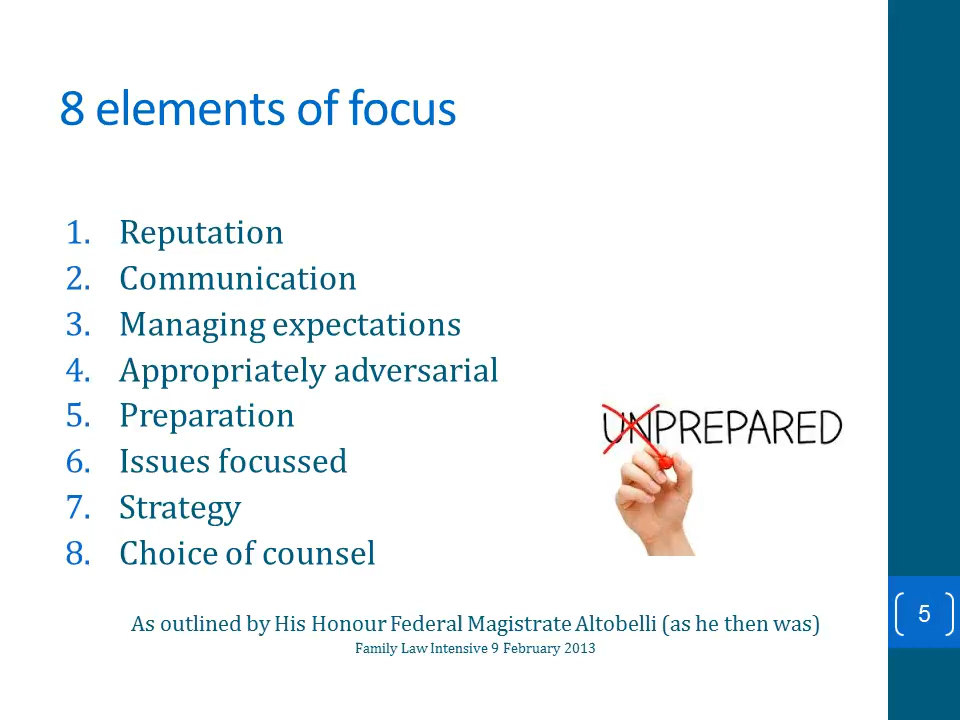 8 elements of focus
1. Reputation
2. Communication
3. Managing expectations
4. Appropriately adversarial
5. Preparation
6. Issues focussed
7. Strategy
8. Choice of counsel
UNPREPARED
As outlined by His Honour Federal Magistrate Altobelli (as he then was)
Family Law Intensive 9 February 2013
5